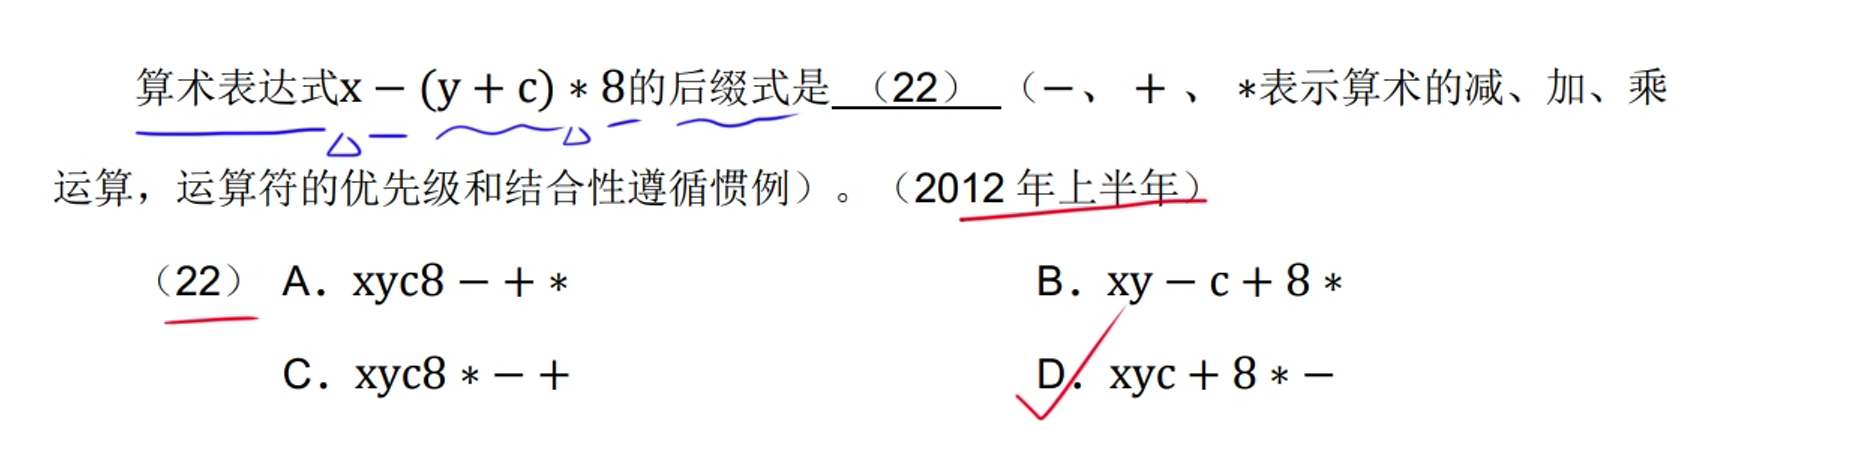 算术表达式x − (y + c) ∗ 8的后缀式是 （22） （−、 + 、 ∗表示算术的减、加、乘
运算，运算符的优先级和结合性遵循惯例）。（2012 年上半年）
（22） A. xyc8 − + ∗ B. xy − c + 8 ∗
C. xyc8 ∗ − + D. xyc + 8 ∗ −